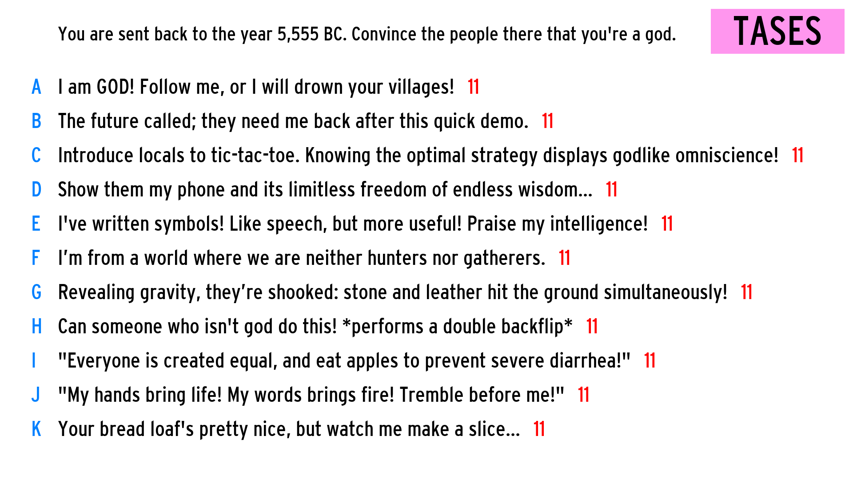 You are sent back to the year 5,555 BC. Convince the people there that you're a god.
TASES
A I am GOD! Follow me, or I will drown your villages! 11
B The future called; they need me back after this quick demo. 11
C Introduce locals to tic-tac-toe. Knowing the optimal strategy displays godlike omniscience! 11
D Show them my phone and its limitless freedom of endless wisdom... 11
E I've written symbols! Like speech, but more useful! Praise my intelligence! 11
F I’m from a world where we are neither hunters nor gatherers. 11
G Revealing gravity, they’re shooked: stone and leather hit the ground simultaneously! 11
H Can someone who isn't god do this! *performs a double backflip* 11
I "Everyone is created equal, and eat apples to prevent severe diarrhea!" 11
J "My hands bring life! My words brings fire! Tremble before me!" 11
K Your bread loaf's pretty nice, but watch me make a slice... 11